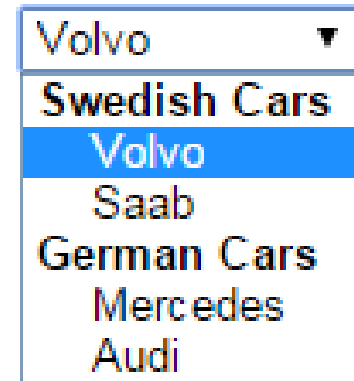 Volvo
Swedish Cars
Volvo
Saab
German Cars
Mercedes
Audi